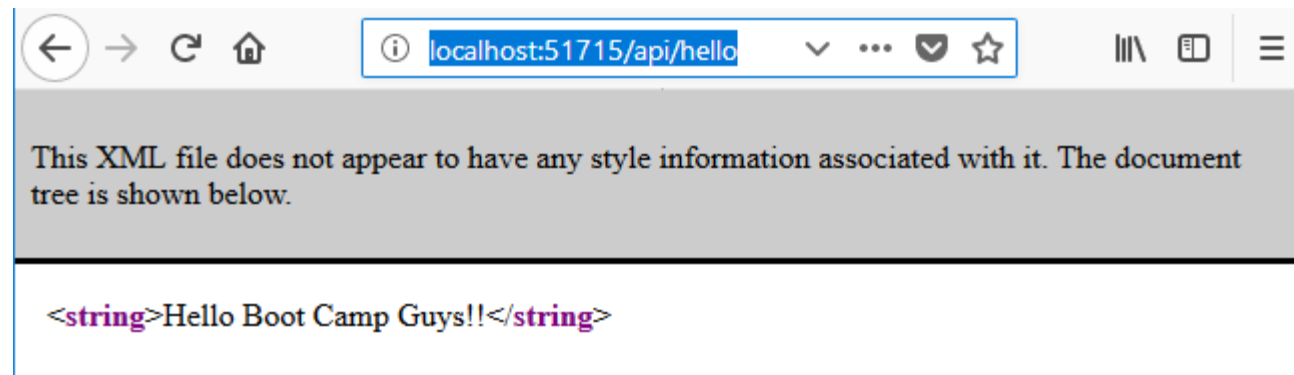 localhost:51715/api/hello
This XML file does not appear to have any style information associated with it. The document
tree is shown below.
<string>Hello Boot Camp Guys!!</string>